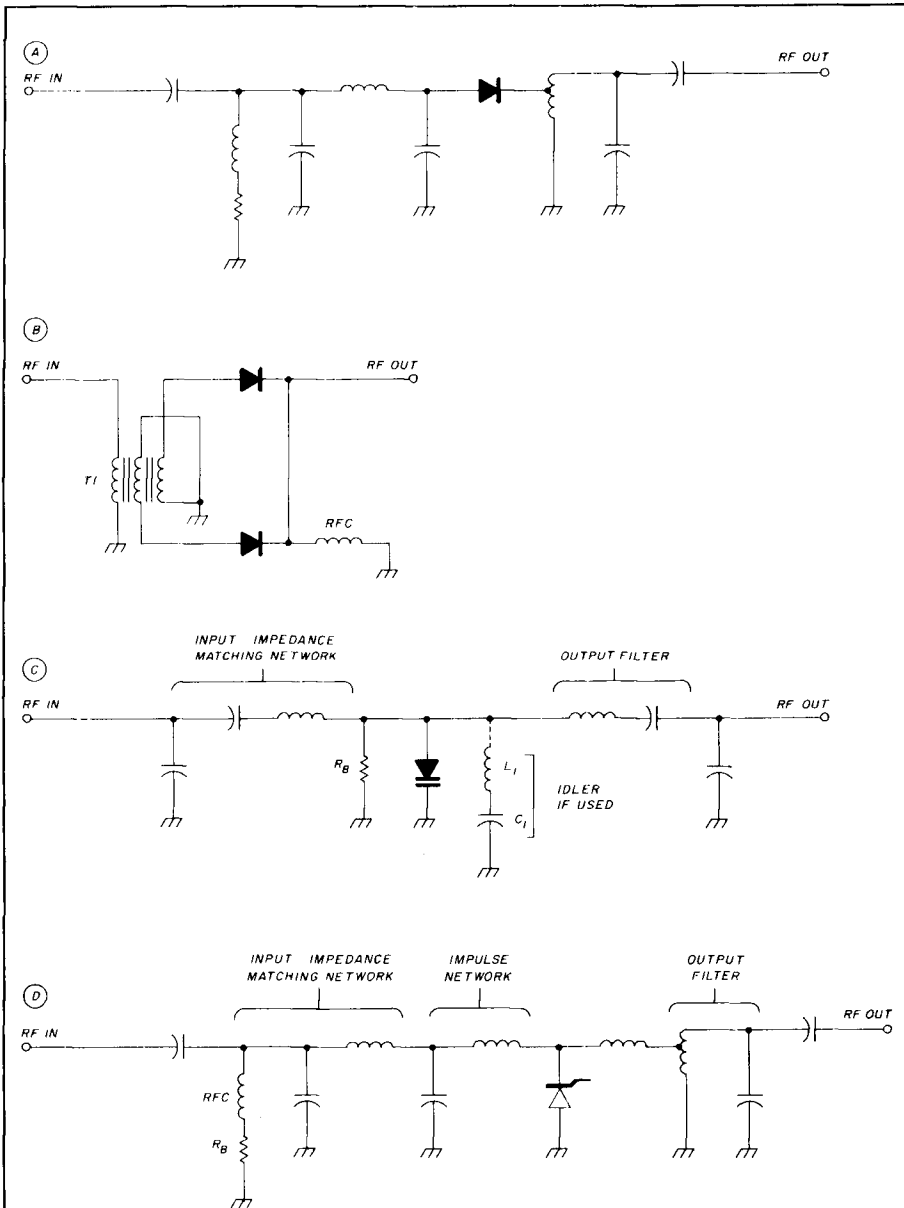 A
RF IN
RF OUT
B
RF IN
RF OUT
T1
RFC
INPUT IMPEDANCE
MATCHING NETWORK
OUTPUT FILTER
C
RF IN
RF OUT
RB
L1
C1
IDLER
IF USED
INPUT IMPEDANCE
MATCHING NETWORK
IMPULSE
NETWORK
OUTPUT
FILTER
D
RF IN
RF OUT
RFC
RB